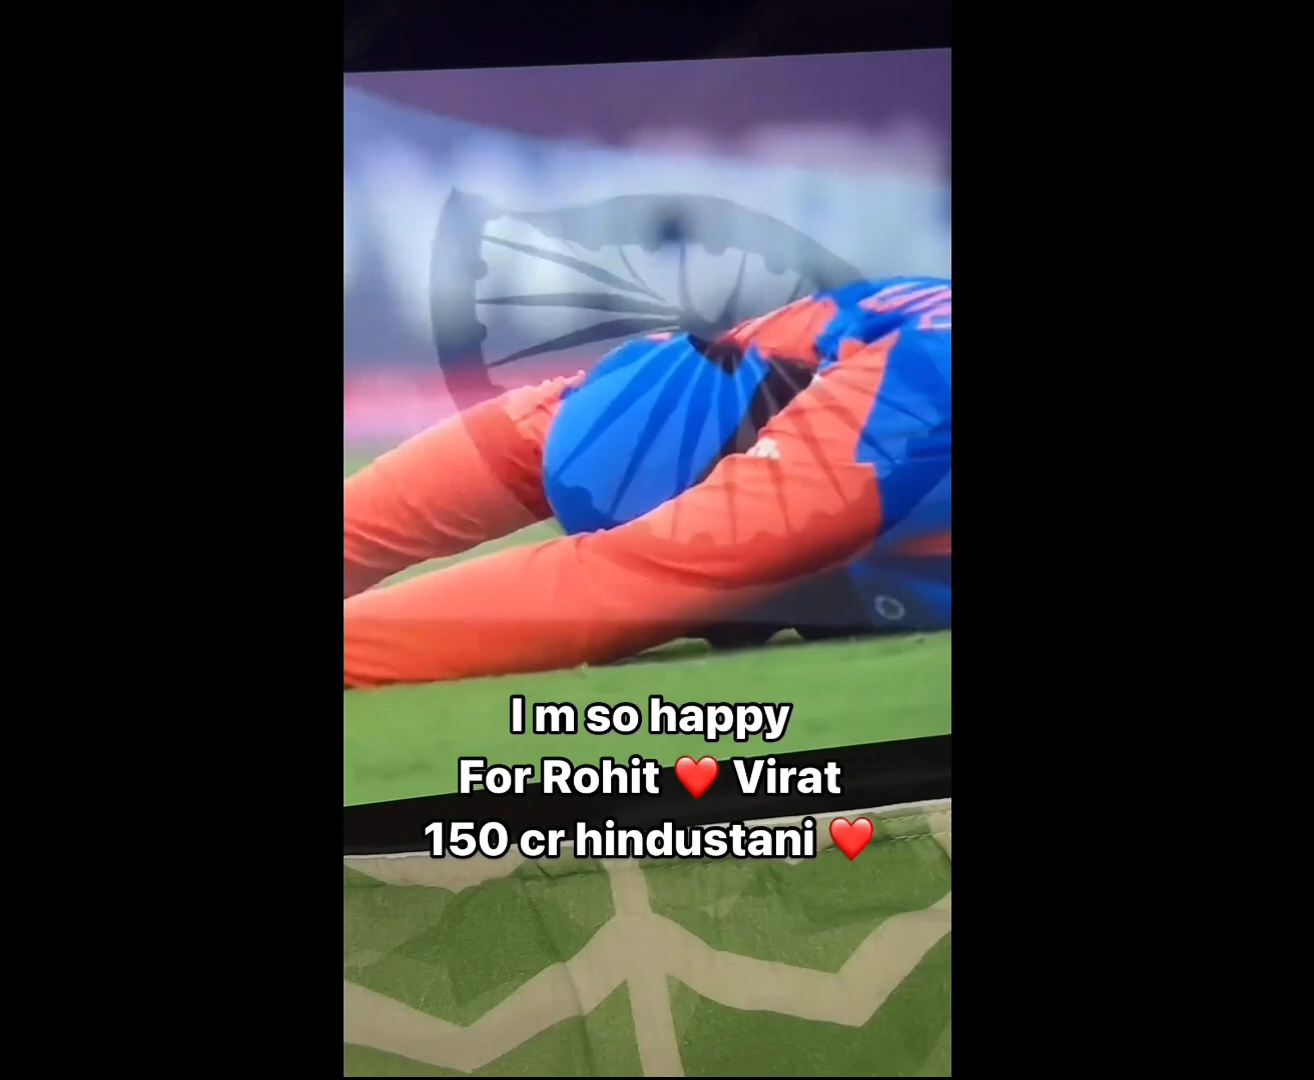 I m so happy
For Rohit ❤️ Virat
150 cr hindustani ❤️